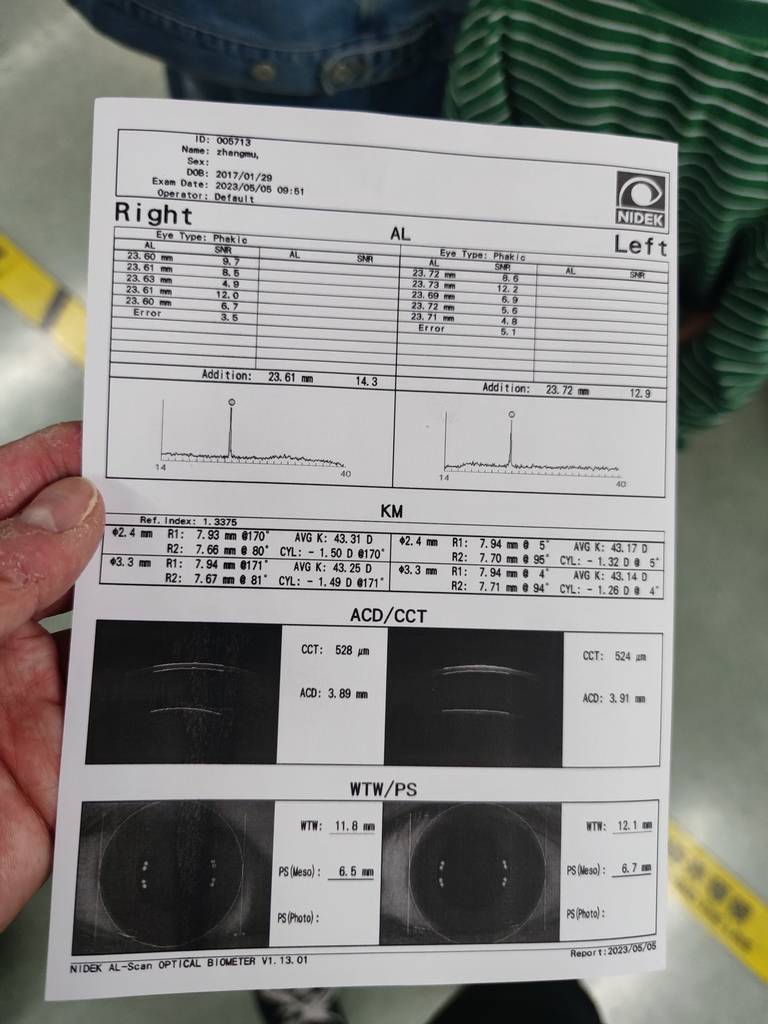 ID: 005713
Name: zhangmu,
Sex:
DOB: 2017/01/29
Exam Date: 2023/05/05 09:51
Operator: Default
NIDEK
Right
AL
Left
Eye Type: Phakic
AL SNR AL SNR
23.60 mm 9.7
23.61 mm 8.5
23.63 mm 4.9
23.61 mm 12.0
23.60 mm 6.7
Error 3.5
Addition: 23.61 mm 14.3
Eye Type: Phakic
AL SNR AL SNR
23.72 mm 8.6
23.73 mm 12.2
23.69 mm 6.9
23.72 mm 5.6
23.71 mm 4.8
Error 5.1
Addition: 23.72 mm 12.9
14 40
14 40
KM
Ref. Index: 1.3375
Φ2.4 mm R1: 7.93 mm @170° AVG K: 43.31 D
R2: 7.66 mm @ 80° CYL: - 1.50 D @170°
Φ3.3 mm R1: 7.94 mm @171° AVG K: 43.25 D
R2: 7.67 mm @ 81° CYL: - 1.49 D @171°
Φ2.4 mm R1: 7.94 mm @ 5° AVG K: 43.17 D
R2: 7.70 mm @ 95° CYL: - 1.32 D @ 5°
Φ3.3 mm R1: 7.94 mm @ 4° AVG K: 43.14 D
R2: 7.71 mm @ 94° CYL: - 1.26 D @ 4°
ACD/CCT
CCT: 528 μm
ACD: 3.89 mm
CCT: 524 μm
ACD: 3.91 mm
WTW/PS
WTW: 11.8 mm
PS(Meso): 6.5 mm
PS(Photo):
WTW: 12.1 mm
PS(Meso): 6.7 mm
PS(Photo):
NIDEK AL-Scan OPTICAL BIOMETER V1.13.01
Report:2023/05/05